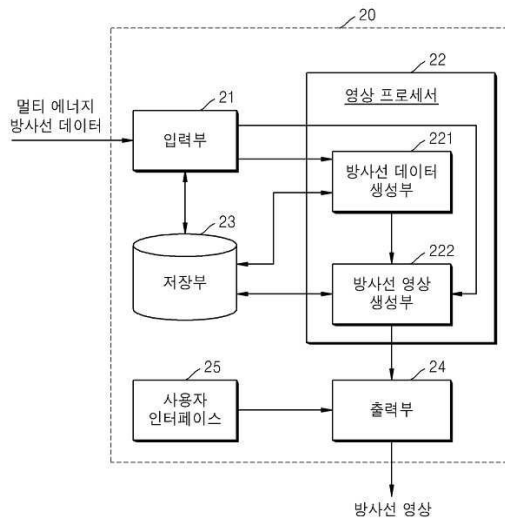 20
22
영상 프로세서
멀티 에너지
방사선 데이터
21
입력부
221
방사선 데이터
생성부
23
저장부
222
방사선 영상
생성부
25
사용자
인터페이스
24
출력부
방사선 영상